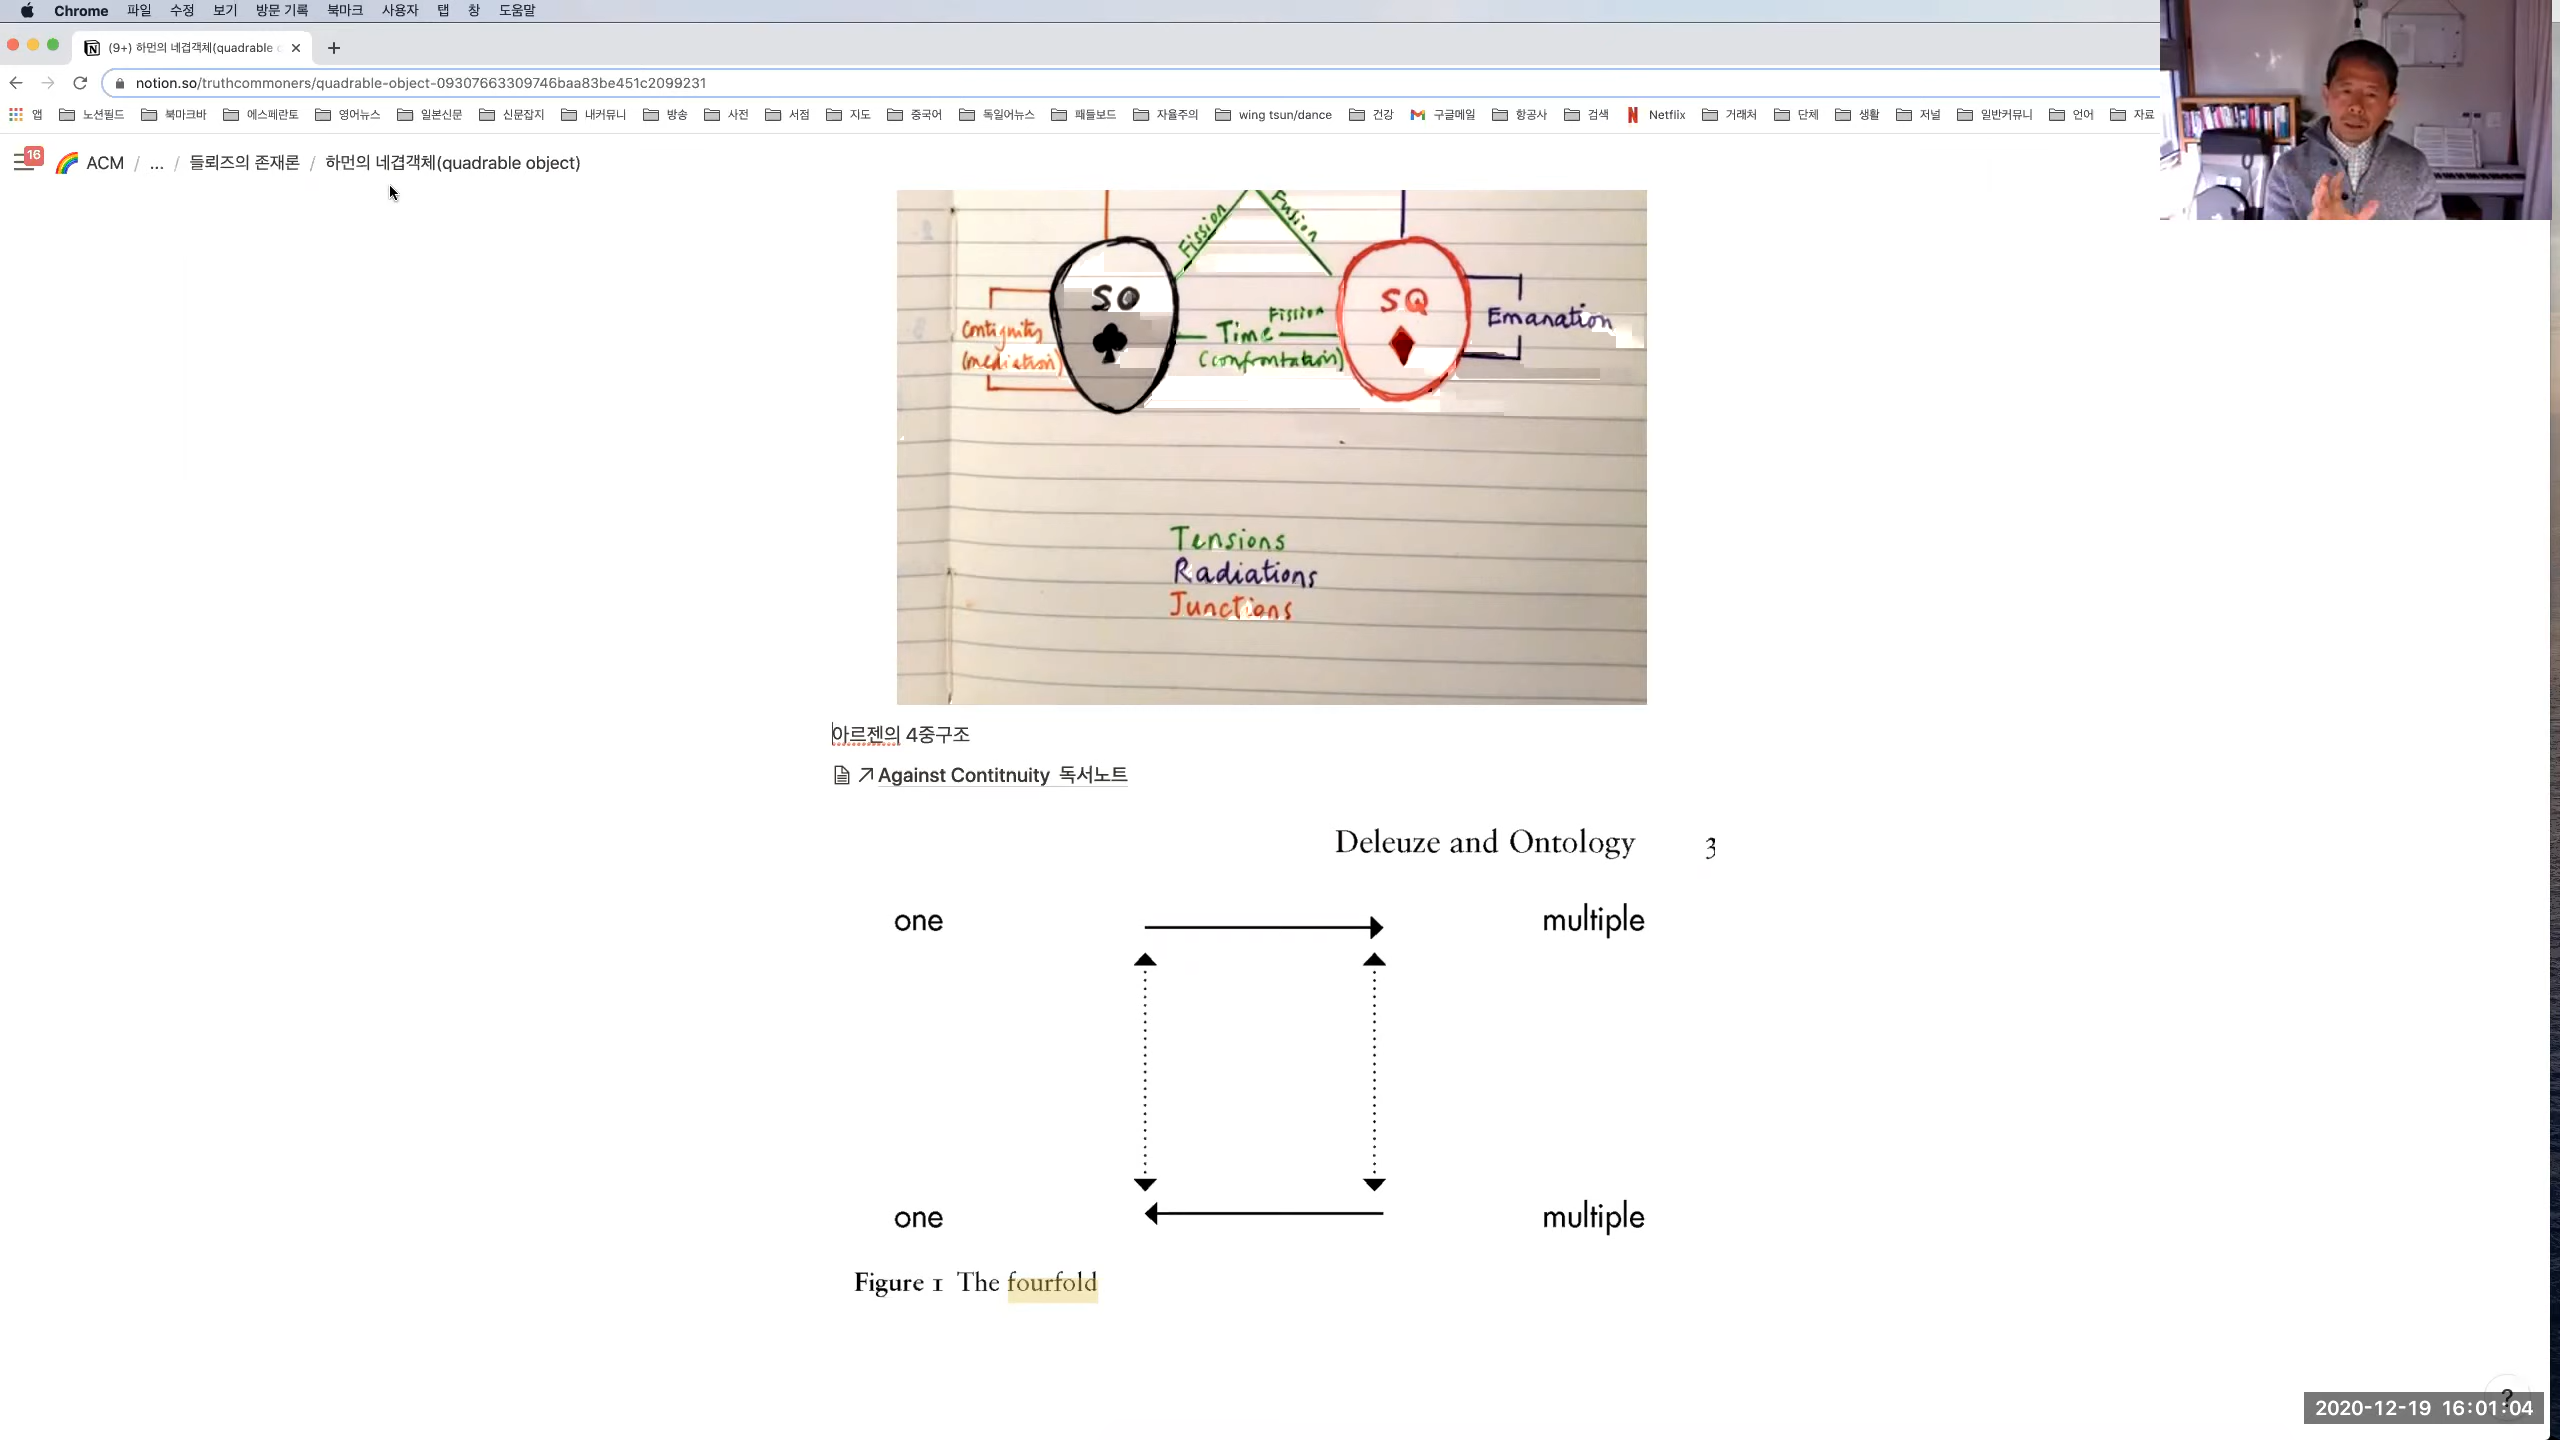 Chrome 파일 수정 보기 방문 기록 북마크 사용자 탭 창 도움말
(9+) 하먼의 네겹객체(quadrable
notion.so/truthcommoners/quadrable-object-09307663309746baa83be451c2099231
앱 노션필드 북마크바 에스페란토 영어뉴스 일본신문 신문잡지 내커뮤니 방송 사전 서점 지도 중국어 독일어뉴스 패들보드 자율주의 wing tsun/dance 건강 구글메일 항공사 검색 Netflix 거래처 단체 생활 저널 일반커뮤니 언어 자료
16
ACM / ... / 들뢰즈의 존재론 / 하먼의 네겹객체(quadrable object)
Fission Fusion
SO SQ
Contiguity
(mediation)
Fission
Time
(confrontation)
Emanation
Tensions
Radiations
Junctions
아르젠의 4중구조
Against Contitnuity 독서노트
Deleuze and Ontology 3
one multiple
one multiple
Figure 1 The fourfold
?
2020-12-19 16:01:04